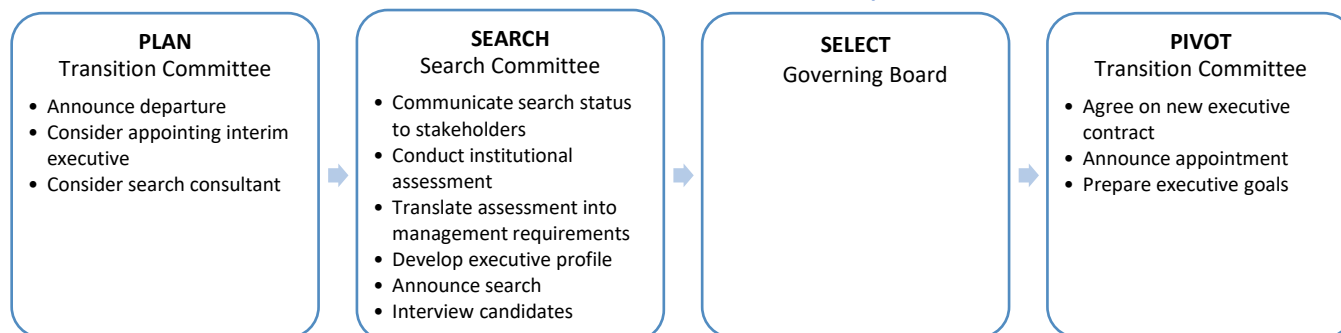 PLAN
Transition Committee
• Announce departure
• Consider appointing interim
executive
• Consider search consultant
SEARCH
Search Committee
• Communicate search status
to stakeholders
• Conduct institutional
assessment
• Translate assessment into
management requirements
• Develop executive profile
• Announce search
• Interview candidates
SELECT
Governing Board
PIVOT
Transition Committee
• Agree on new executive
contract
• Announce appointment
• Prepare executive goals